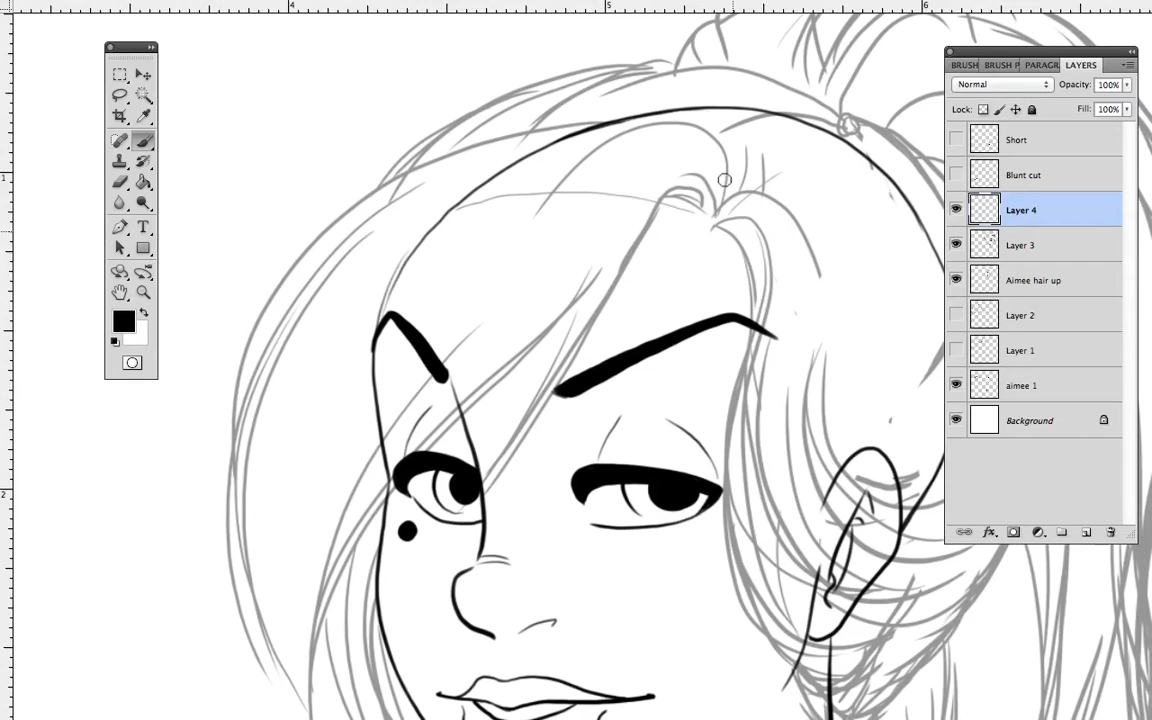 4 5 6
BRUSH BRUSH P PARAGR LAYERS
Normal Opacity: 100%
Lock: Fill: 100%
Short
1
Blunt cut
Layer 4
Layer 3
Aimee hair up
Layer 2
Layer 1
aimee 1
Background
2
fx
T